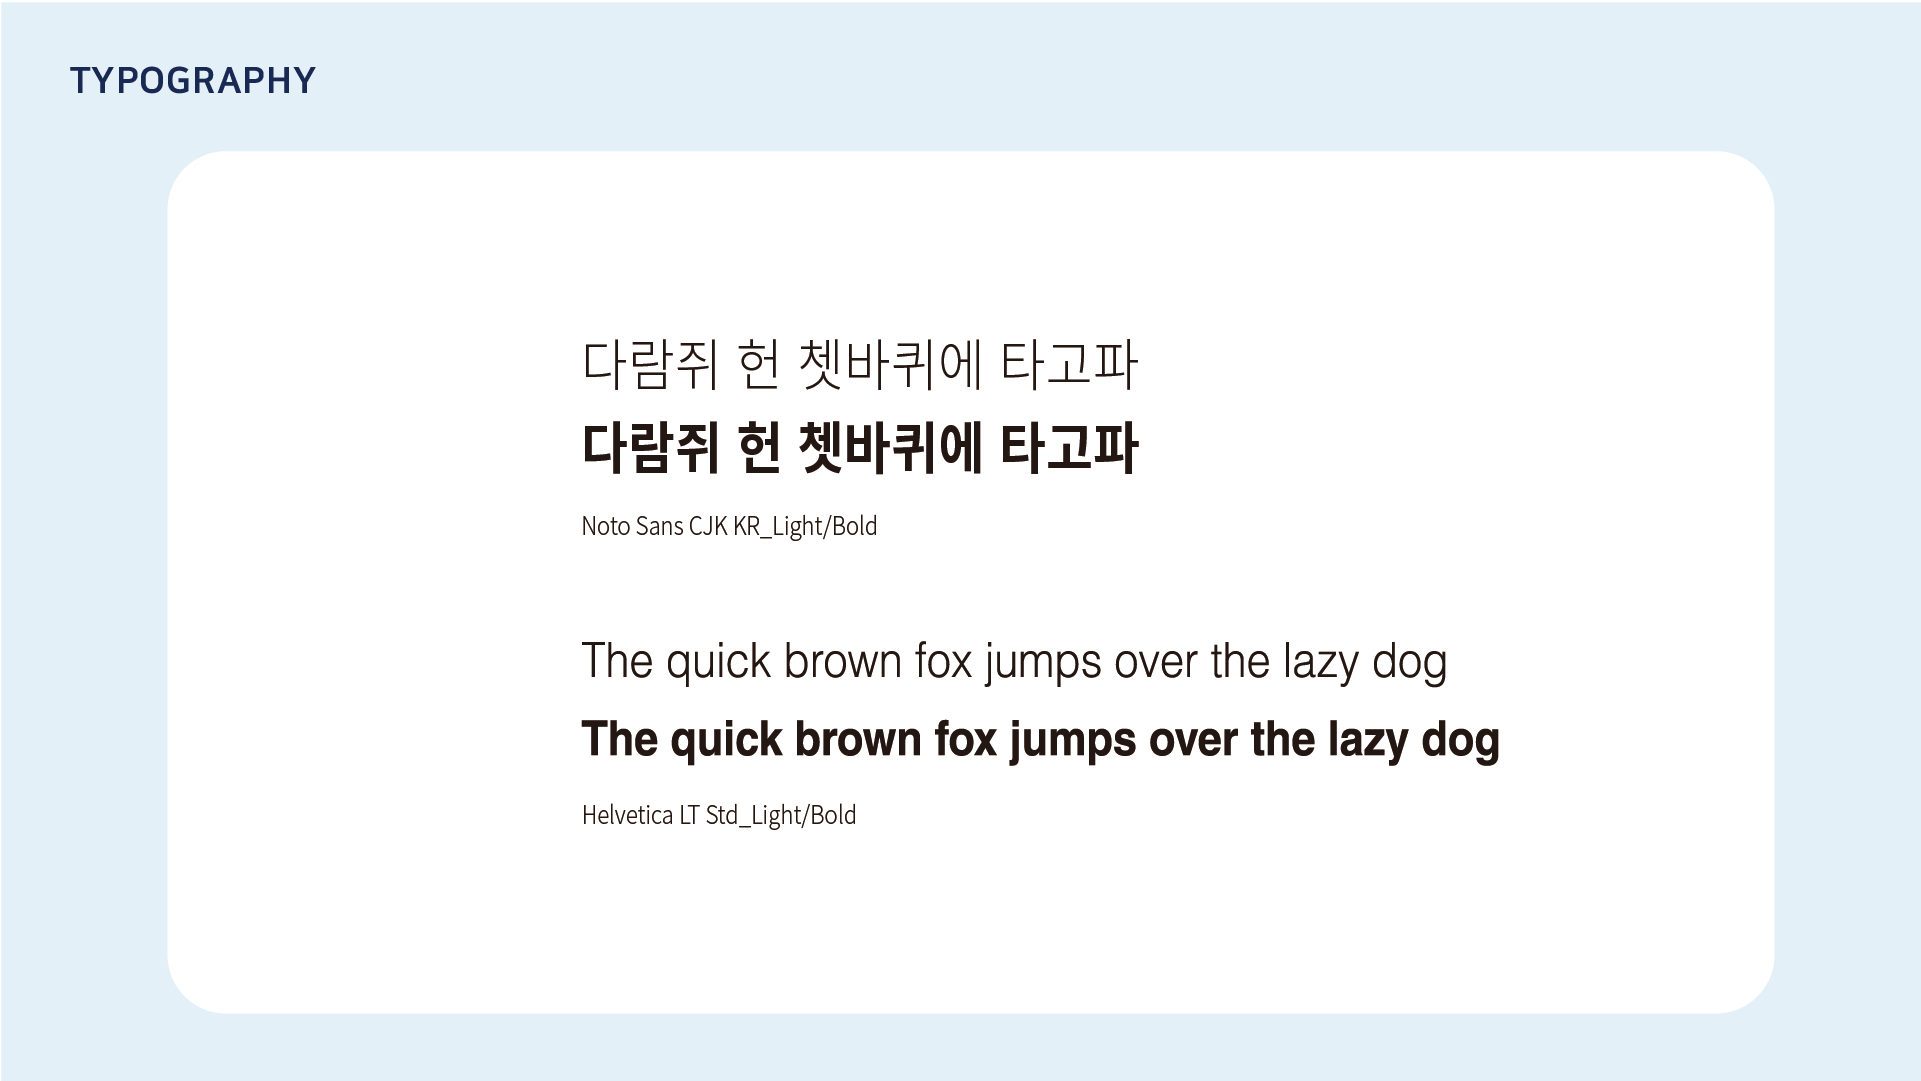 TYPOGRAPHY
다람쥐 헌 쳇바퀴에 타고파
다람쥐 헌 쳇바퀴에 타고파
Noto Sans CJK KR_Light/Bold
The quick brown fox jumps over the lazy dog
The quick brown fox jumps over the lazy dog
Helvetica LT Std_Light/Bold